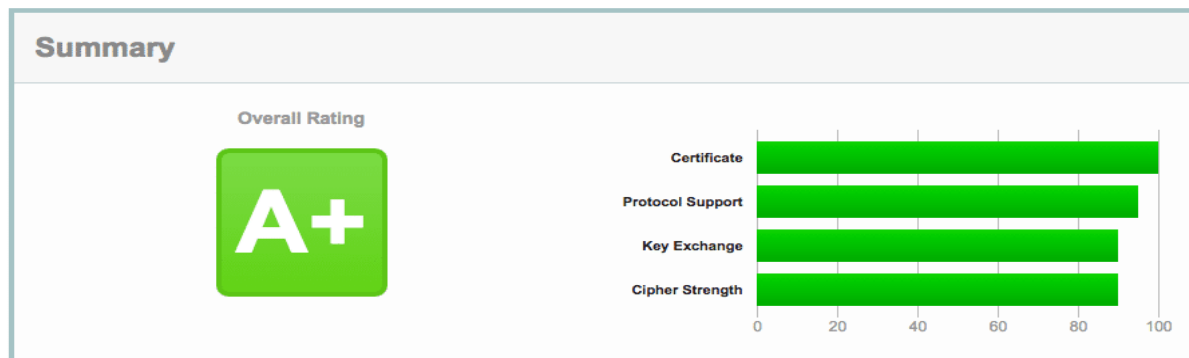 Summary
Overall Rating
A+
Certificate
Protocol Support
Key Exchange
Cipher Strength
0 20 40 60 80 100